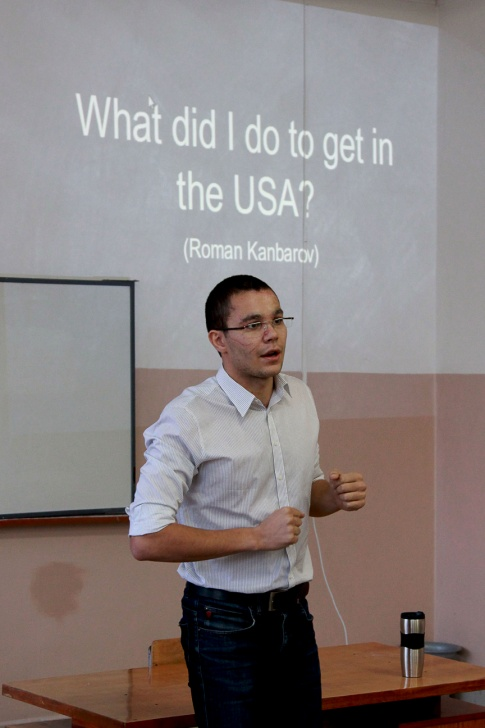 What did I do to get in
the USA?
(Roman Kanbarov)